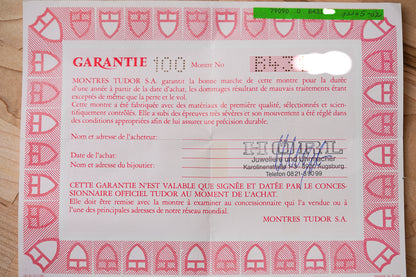 79090 0 B43
GARANTIE 100 Montre No B43
MONTRES TUDOR S.A. garantit la bonne marche de cette montre pour la durée
d'une année à partir de la date d'achat, les dommages résultant de mauvais traitements étant
exceptés de même que la perte et le vol.
Cette montre a été fabriquée avec des matériaux de première qualité, sélectionnés et scien-
tifiquement contrôlés. Elle a subi des épreuves très sévères et son mouvement a été réglé dans
des conditions appropriées afin de lui assurer une précision durable.
Nom et adresse de l'acheteur:
Date de l'achat:
Nom et adresse du bijoutier:
HÖRL
Juweliere und Uhrmacher
Karolinenstraße Augsburg
Telefon 0821-
CETTE GARANTIE N'EST VALABLE QUE SIGNÉE ET DATÉE PAR LE CONCES-
SIONNAIRE OFFICIEL TUDOR AU MOMENT DE L'ACHAT.
Elle doit être remise avec la montre à examiner au concessionnaire qui l'a vendue ou à
l'une des principales adresses de notre réseau mondial.
MONTRES TUDOR S.A.